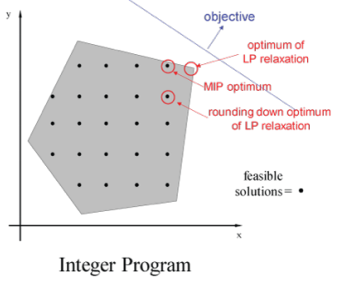 y
objective
optimum of
LP relaxation
MIP optimum
rounding down optimum
of LP relaxation
feasible
solutions =
x
Integer Program